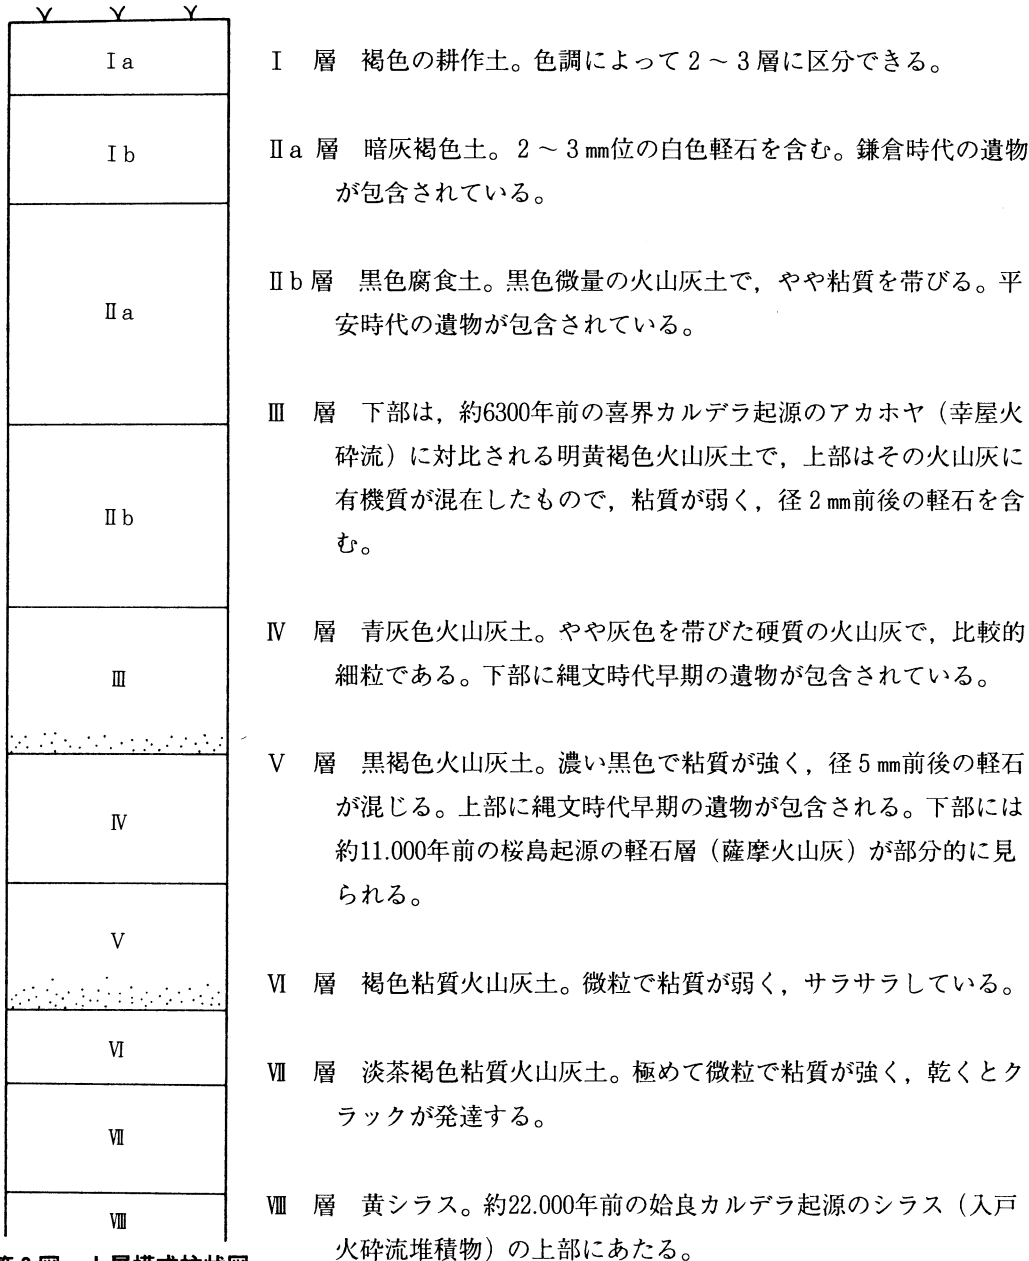 Ⅰa
Ⅰb
Ⅱa
Ⅱb
Ⅲ
Ⅳ
Ⅴ
Ⅵ
Ⅶ
Ⅷ
Ⅰ 層 褐色の耕作土。色調によって2～3層に区分できる。
Ⅱa 層 暗灰褐色土。2～3㎜位の白色軽石を含む。鎌倉時代の遺物
が包含されている。
Ⅱb層 黒色腐食土。黒色微量の火山灰土で，やや粘質を帯びる。平
安時代の遺物が包含されている。
Ⅲ 層 下部は，約6300年前の喜界カルデラ起源のアカホヤ（幸屋火
砕流）に対比される明黄褐色火山灰土で，上部はその火山灰に
有機質が混在したもので，粘質が弱く，径2㎜前後の軽石を含
む。
Ⅳ 層 青灰色火山灰土。やや灰色を帯びた硬質の火山灰で，比較的
細粒である。下部に縄文時代早期の遺物が包含されている。
Ⅴ 層 黒褐色火山灰土。濃い黒色で粘質が強く，径5㎜前後の軽石
が混じる。上部に縄文時代早期の遺物が包含される。下部には
約11.000年前の桜島起源の軽石層（薩摩火山灰）が部分的に見
られる。
Ⅵ 層 褐色粘質火山灰土。微粒で粘質が弱く，サラサラしている。
Ⅶ 層 淡茶褐色粘質火山灰土。極めて微粒で粘質が強く，乾くとク
ラックが発達する。
Ⅷ 層 黄シラス。約22.000年前の姶良カルデラ起源のシラス（入戸
火砕流堆積物）の上部にあたる。